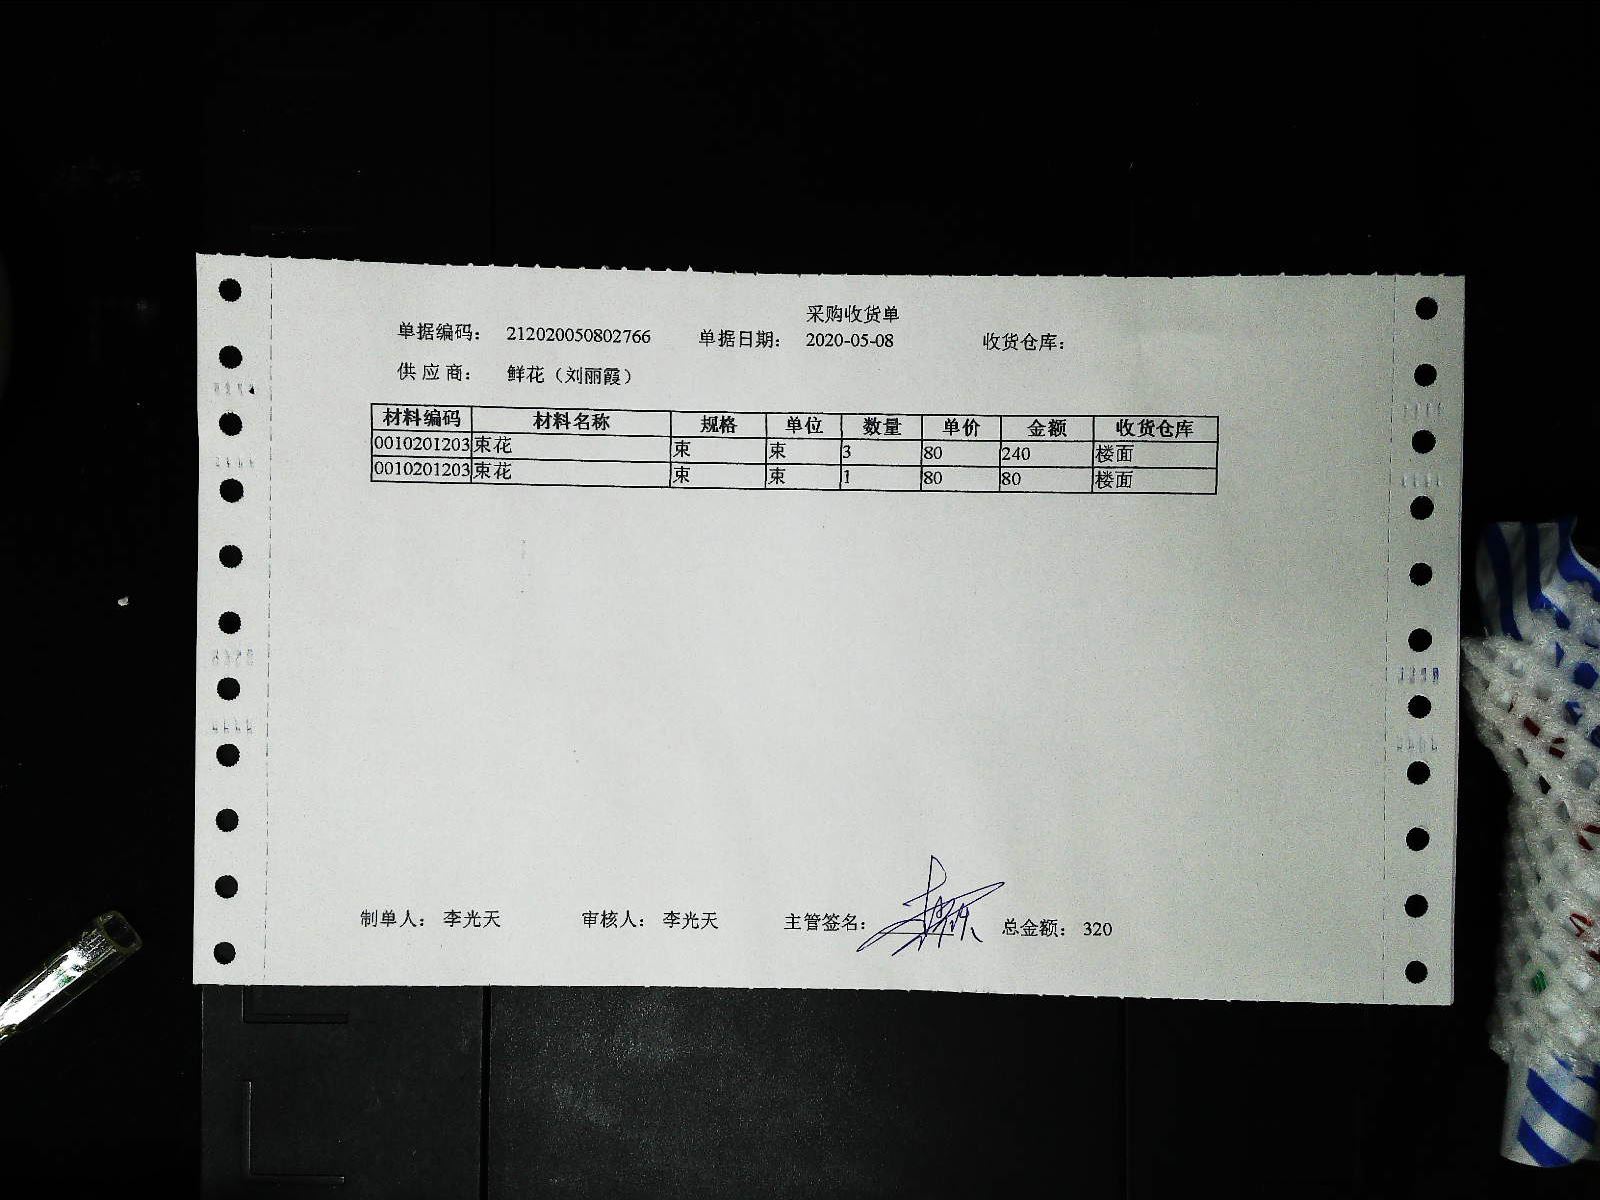 采购收货单
单据编码: 212020050802766 单据日期: 2020-05-08 收货仓库:
供应商: 鲜花（刘丽霞）
材料编码 材料名称 规格 单位 数量 单价 金额 收货仓库
0010201203 束花 束 束 3 80 240 楼面
0010201203 束花 束 束 1 80 80 楼面
制单人: 李光天 审核人: 李光天 主管签名: 总金额: 320